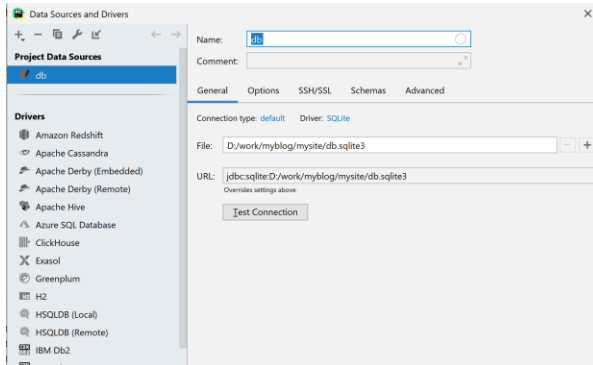 Data Sources and Drivers
Project Data Sources
db
Drivers
Amazon Redshift
Apache Cassandra
Apache Derby (Embedded)
Apache Derby (Remote)
Apache Hive
Azure SQL Database
ClickHouse
Exasol
Greenplum
H2
HSQLDB (Local)
HSQLDB (Remote)
IBM Db2
Name: db
Comment:
General Options SSH/SSL Schemas Advanced
Connection type: default Driver: SQLite
File: D:/work/myblog/mysite/db.sqlite3
URL: jdbc:sqlite:D:/work/myblog/mysite/db.sqlite3
Overrides settings above
Test Connection